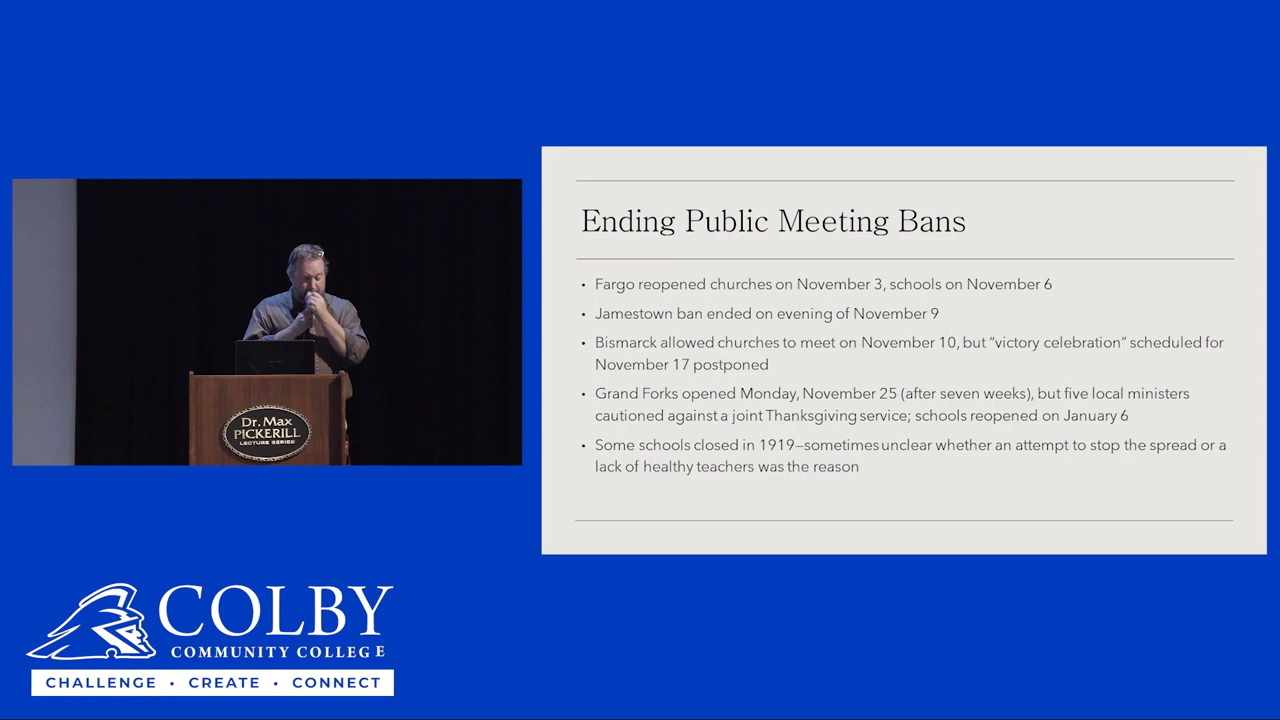 Ending Public Meeting Bans
• Fargo reopened churches on November 3, schools on November 6
• Jamestown ban ended on evening of November 9
• Bismarck allowed churches to meet on November 10, but “victory celebration” scheduled for
November 17 postponed
• Grand Forks opened Monday, November 25 (after seven weeks), but five local ministers
cautioned against a joint Thanksgiving service; schools reopened on January 6
• Some schools closed in 1919—sometimes unclear whether an attempt to stop the spread or a
lack of healthy teachers was the reason
Dr. Max
PICKERILL
LECTURE SERIES
COLBY
COMMUNITY COLLEGE
CHALLENGE • CREATE • CONNECT